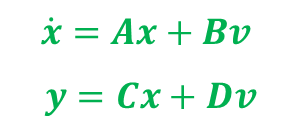 ẋ = Ax + Bv
y = Cx + Dv